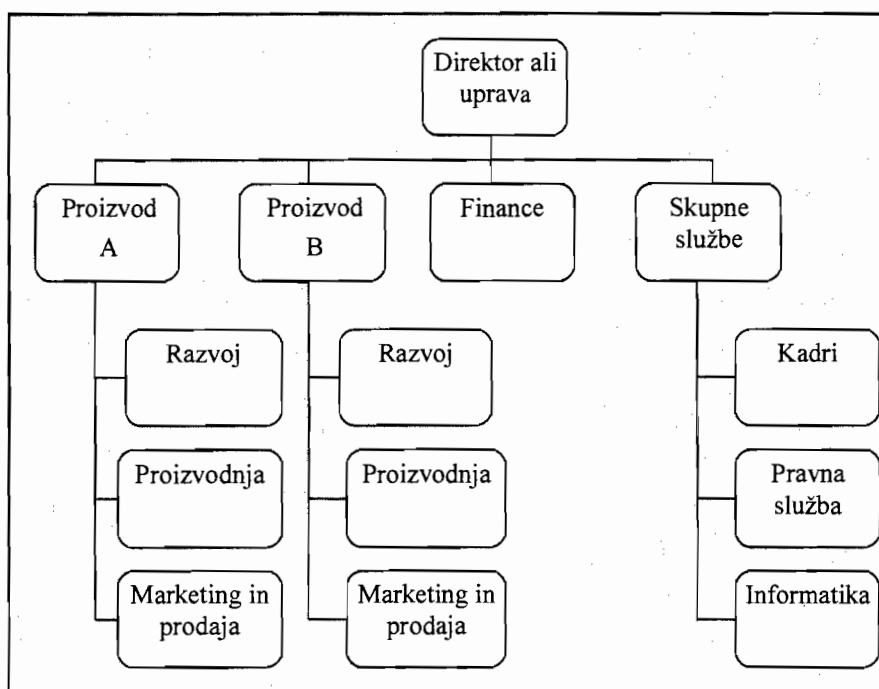 Direktor ali
uprava
Proizvod
A
Proizvod
B
Finance
Skupne
službe
Razvoj
Razvoj
Kadri
Proizvodnja
Proizvodnja
Pravna
služba
Marketing in
prodaja
Marketing in
prodaja
Informatika